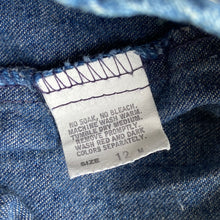 NO SOAK, NO BLEACH.
MACHINE WASH WARM.
TUMBLE DRY MEDIUM.
REMOVE PROMPTLY.
WASH RED AND DARK
COLORS SEPARATELY.
SIZE 12 M